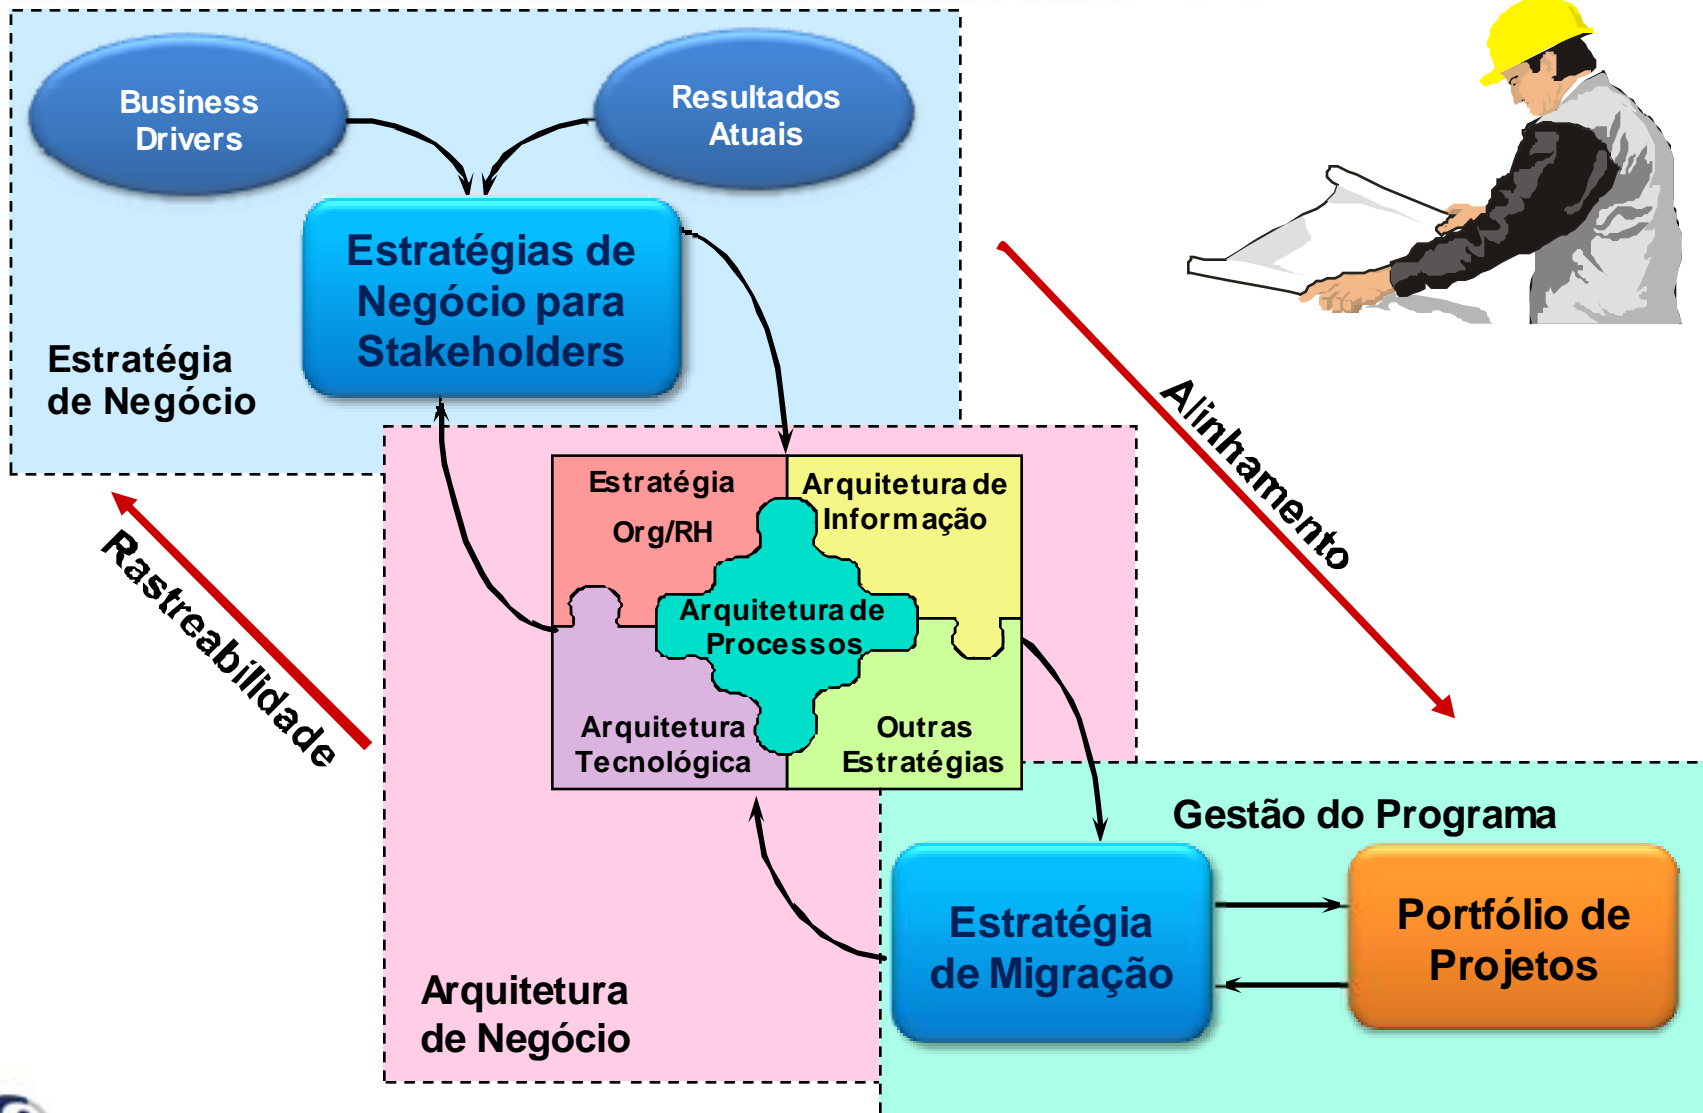 Business
Drivers
Resultados
Atuais
Estratégias de
Negócio para
Stakeholders
Estratégia
de Negócio
Alinhamento
Rastreabilidade
Estratégia
Org/RH
Arquitetura de
Informação
Arquitetura de
Processos
Arquitetura
Tecnológica
Outras
Estratégias
Gestão do Programa
Estratégia
de Migração
Portfólio de
Projetos
Arquitetura
de Negócio